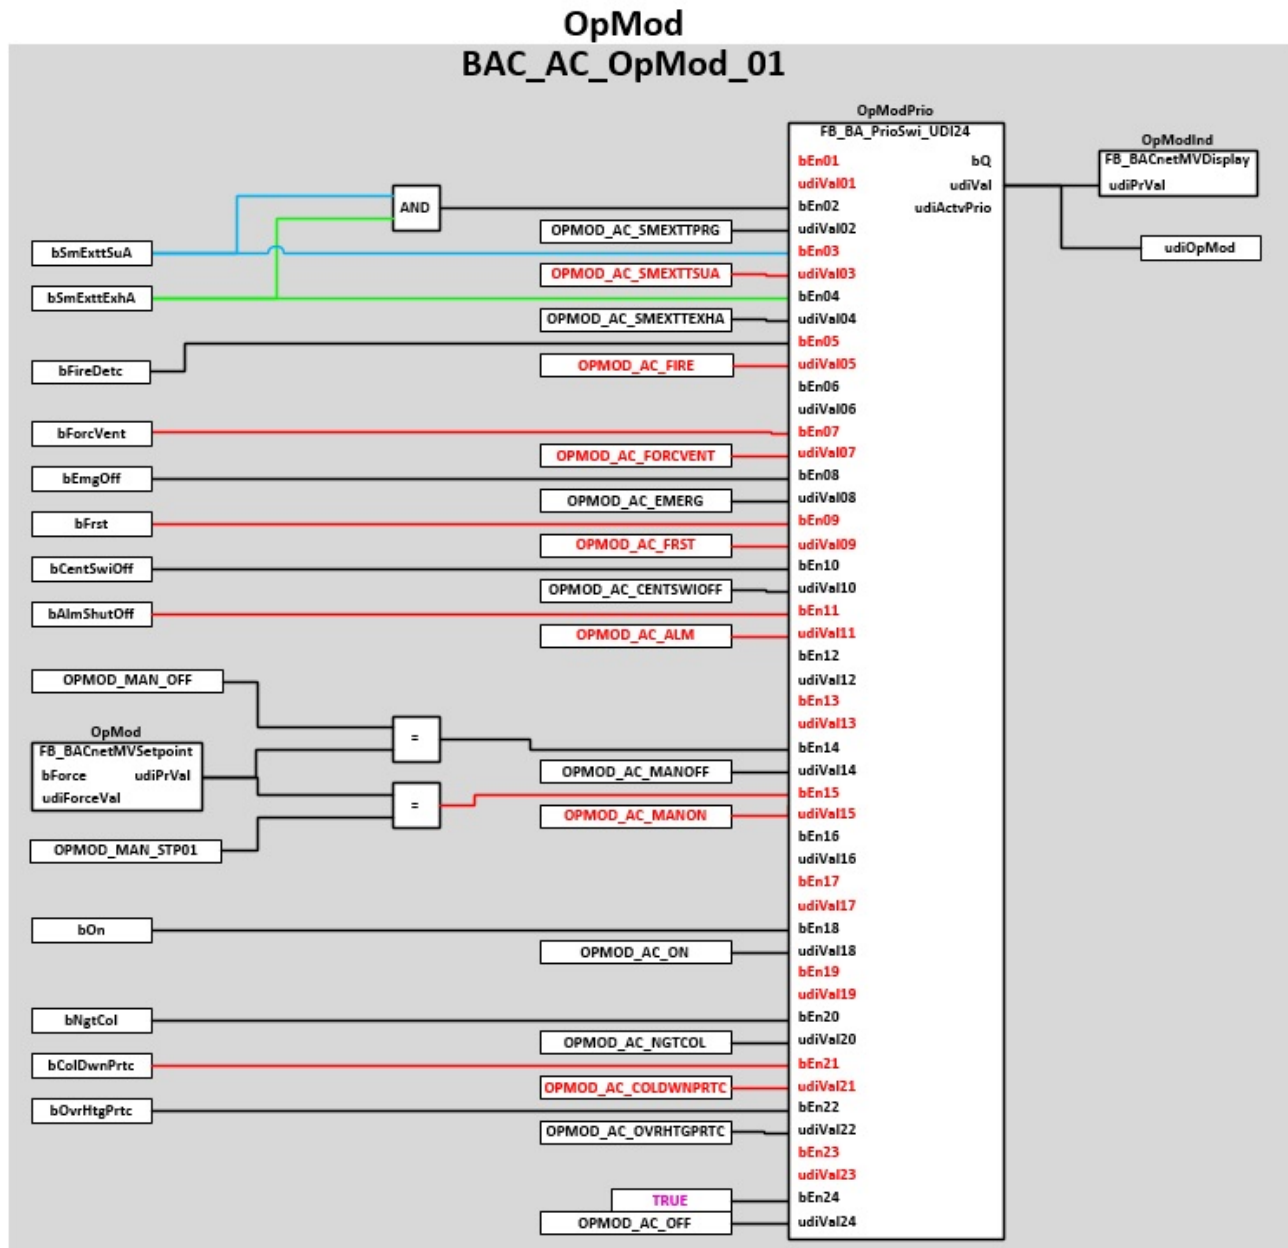 OpMod
BAC_AC_OpMod_01
OpModPrio
FB_BA_PrioSwi_UDI24
OpModInd
FB_BACnetMVDisplay
bEn01
bQ
udiVal01
udiVal
udiPrVal
AND
bEn02
udiActvPrio
OPMOD_AC_SMEXTTPRG
udiVal02
bSmExttSuA
bEn03
udiOpMod
OPMOD_AC_SMEXTTSUA
udiVal03
bSmExttExhA
bEn04
OPMOD_AC_SMEXTTEXHA
udiVal04
bEn05
bFireDetc
OPMOD_AC_FIRE
udiVal05
bEn06
udiVal06
bForcVent
bEn07
OPMOD_AC_FORCVENT
udiVal07
bEmgOff
bEn08
OPMOD_AC_EMERG
udiVal08
bFrst
bEn09
OPMOD_AC_FRST
udiVal09
bCentSwiOff
bEn10
OPMOD_AC_CENTSWIOFF
udiVal10
bAlmShutOff
bEn11
OPMOD_AC_ALM
udiVal11
bEn12
OPMOD_MAN_OFF
udiVal12
bEn13
OpMod
udiVal13
FB_BACnetMVSetpoint
=
bEn14
bForce
udiPrVal
OPMOD_AC_MANOFF
udiVal14
udiForceVal
=
bEn15
OPMOD_AC_MANON
udiVal15
bEn16
OPMOD_MAN_STP01
udiVal16
bEn17
udiVal17
bOn
bEn18
OPMOD_AC_ON
udiVal18
bEn19
udiVal19
bNgtCol
bEn20
OPMOD_AC_NGTCOL
udiVal20
bColDwnPrtc
bEn21
OPMOD_AC_COLDWNPRTC
udiVal21
bOvrHtgPrtc
bEn22
OPMOD_AC_OVRHTGPRTC
udiVal22
bEn23
udiVal23
TRUE
bEn24
OPMOD_AC_OFF
udiVal24